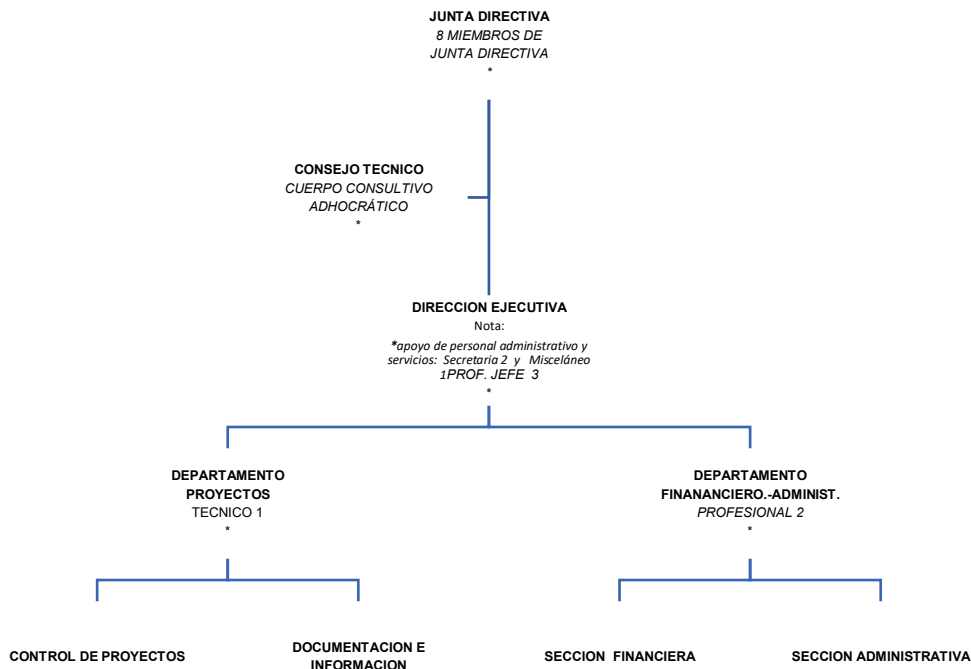 JUNTA DIRECTIVA
8 MIEMBROS DE
JUNTA DIRECTIVA
*
CONSEJO TECNICO
CUERPO CONSULTIVO
ADHOCRÁTICO
*
DIRECCION EJECUTIVA
Nota:
*apoyo de personal administrativo y
servicios: Secretaria 2 y Misceláneo
1PROF. JEFE 3
*
DEPARTAMENTO
PROYECTOS
TECNICO 1
*
DEPARTAMENTO
FINANANCIERO.-ADMINIST.
PROFESIONAL 2
*
CONTROL DE PROYECTOS
DOCUMENTACION E
INFORMACION
SECCION FINANCIERA
SECCION ADMINISTRATIVA